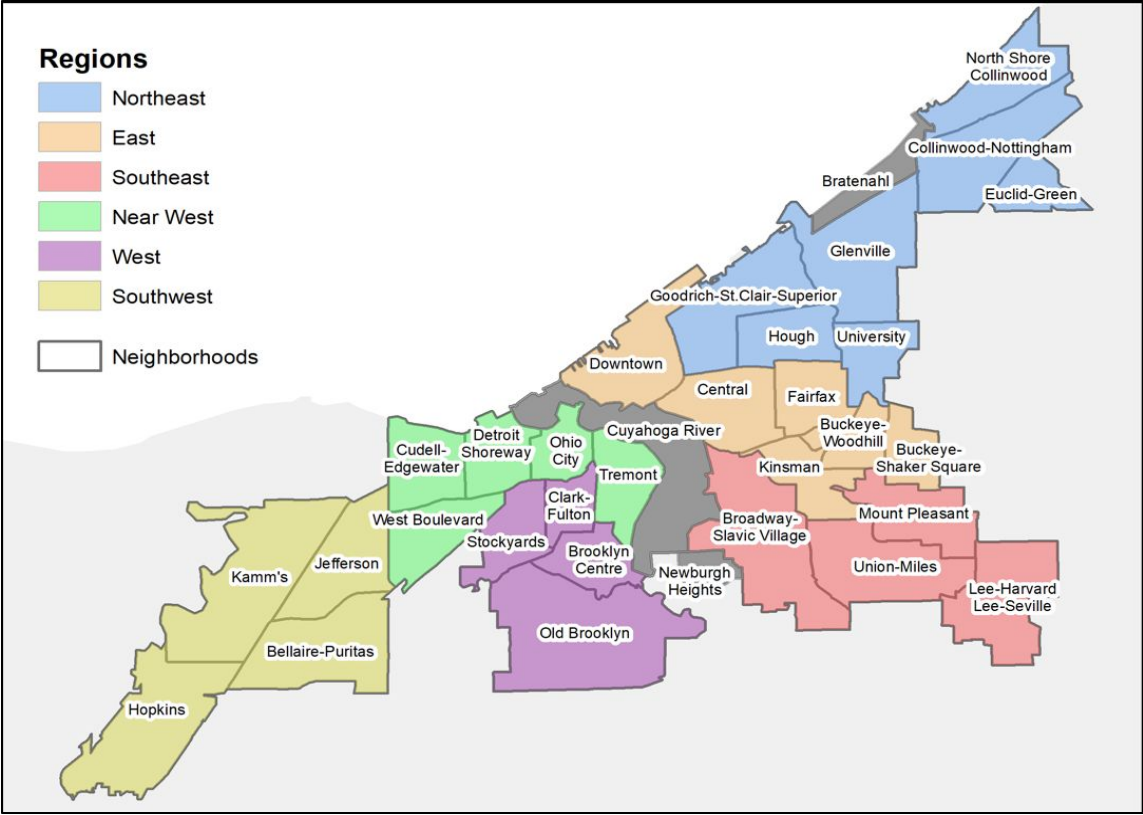 Regions
Northeast
East
Southeast
Near West
West
Southwest
Neighborhoods
North Shore
Collinwood
Collinwood-Nottingham
Bratenahl
Euclid-Green
Glenville
Goodrich-St.Clair-Superior
Hough
University
Downtown
Central
Fairfax
Buckeye-
Woodhill
Buckeye-
Shaker Square
Kinsman
Cuyahoga River
Detroit
Shoreway
Ohio
City
Cudell-
Edgewater
Tremont
West Boulevard
Clark-
Fulton
Stockyards
Brooklyn
Centre
Newburgh
Heights
Broadway-
Slavic Village
Mount Pleasant
Union-Miles
Lee-Harvard
Lee-Seville
Jefferson
Kamm's
Bellaire-Puritas
Old Brooklyn
Hopkins